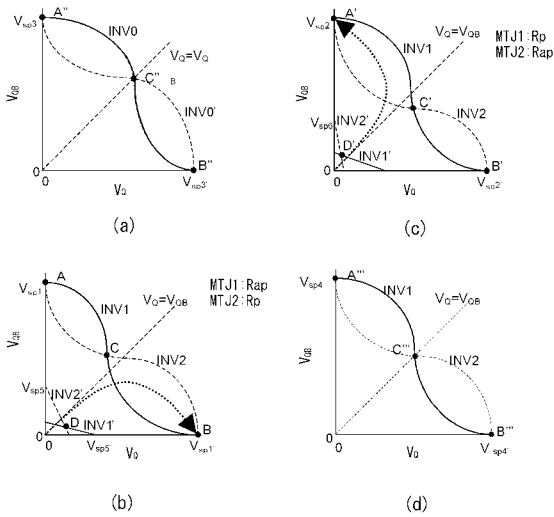 A''
V_sp3
INV0
V_Q=V_Q
C''
B
INV0'
V_QB
0
B''
0
V_Q
V_sp3'
(a)
A'
V_sp2
INV1
V_Q=V_QB
MTJ1:Rp
MTJ2:Rap
C'
V_QB
V_sp6
INV2'
INV2
D'
INV1'
0
B'
0
V_Q
V_sp2'
(c)
A
V_sp1
INV1
V_Q=V_QB
MTJ1:Rap
MTJ2:Rp
C
V_QB
V_sp5'
INV2'
INV2
D
INV1'
0
B
0
V_sp5'
V_Q
V_sp1'
(b)
A'''
V_sp4
INV1
V_Q=V_QB
C'''
V_QB
INV2
0
B'''
0
V_Q
V_sp4'
(d)